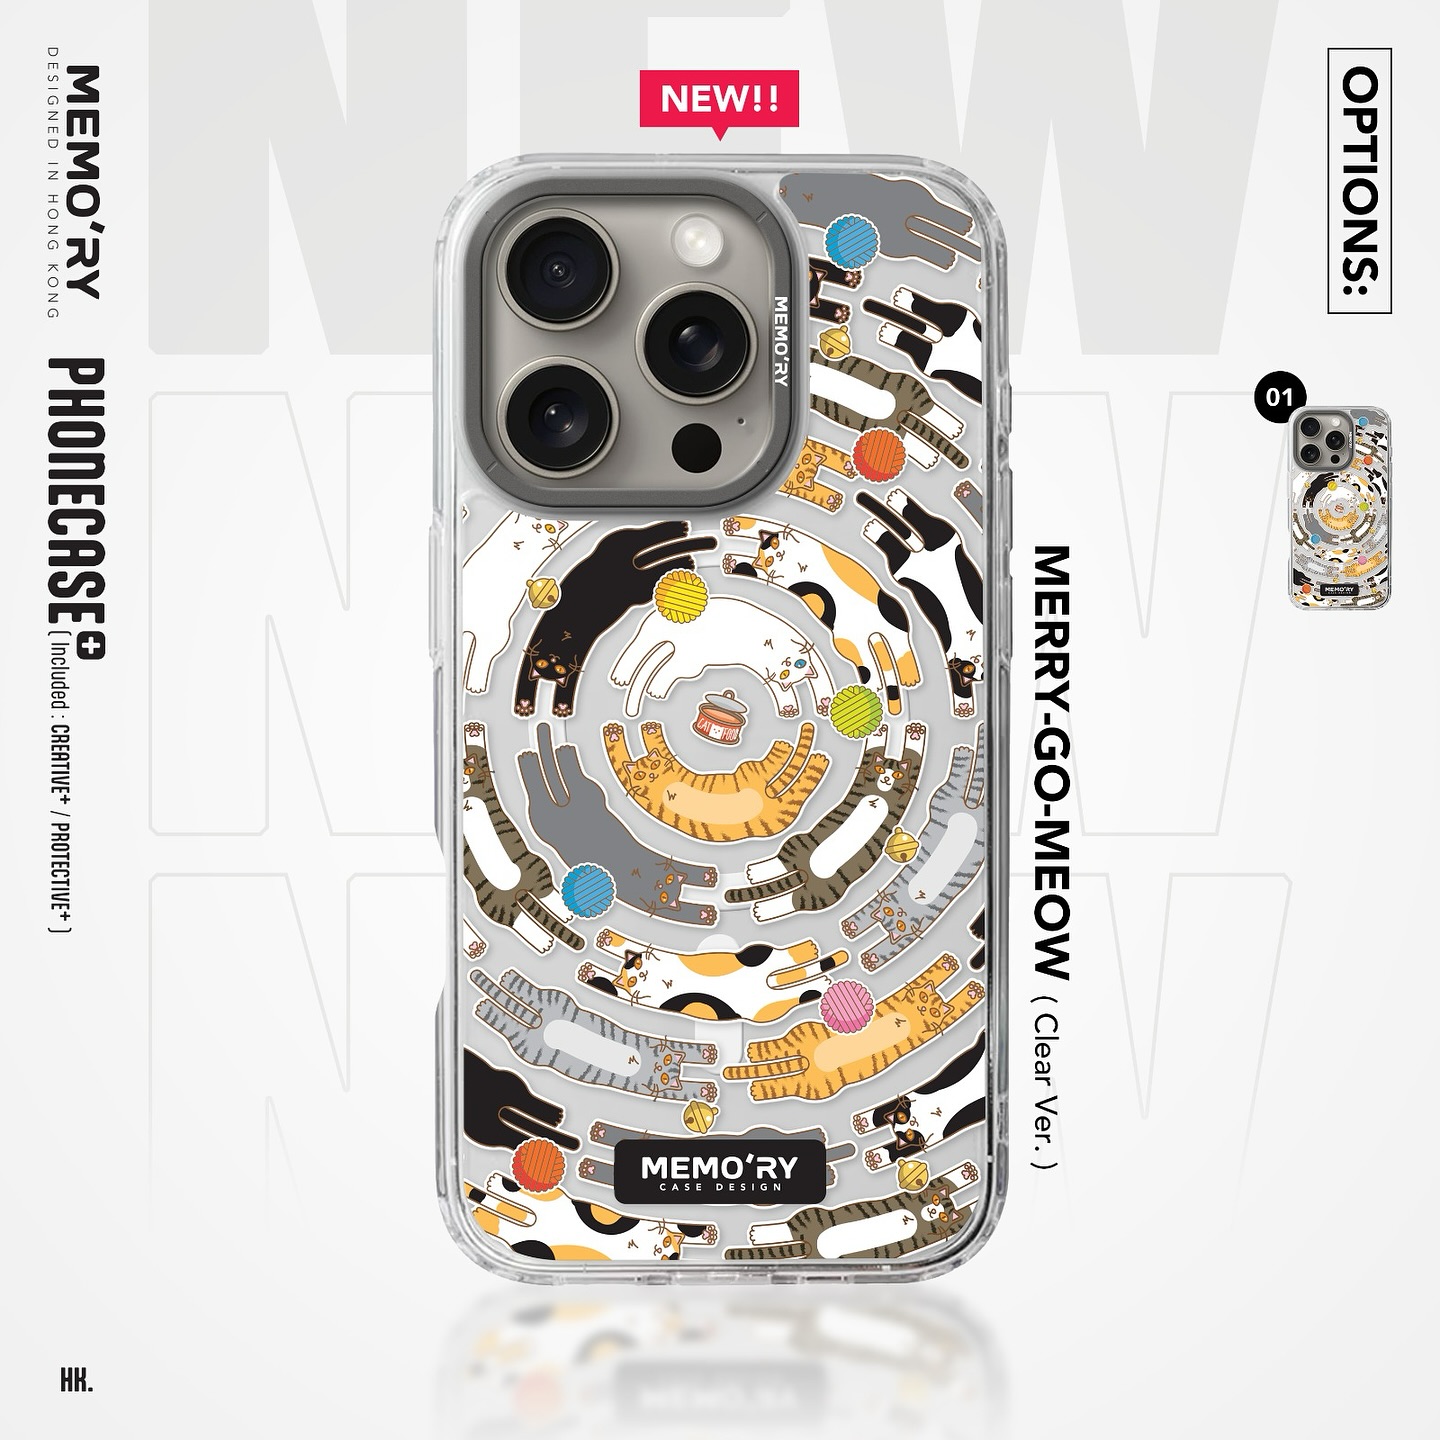 NEW
NEW!!
MEMO'RY
DESIGNED IN HONG KONG
PHONECASE+
[ Included : CREATIVE+ / PROTECTIVE+ ]
HK.
MEMO'RY
CAT FOOD
MEMO'RY
CASE DESIGN
MERRY-GO-MEOW ( Clear Ver. )
OPTIONS:
01
MEMO'RY